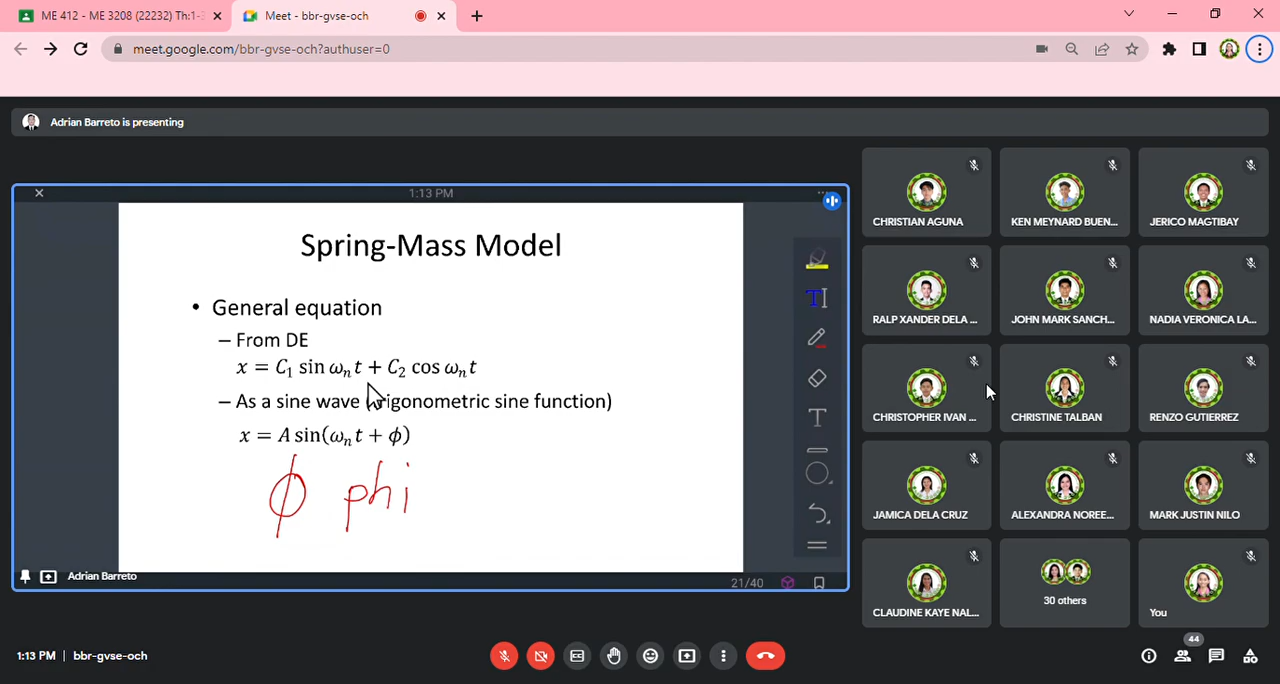 ME 412 - ME 3208 (22232) Th:1-3
Meet - bbr-gvse-och
meet.google.com/bbr-gvse-och?authuser=0
Adrian Barreto is presenting
1:13 PM
Spring-Mass Model
• General equation
– From DE
x = C₁ sin ωₙt + C₂ cos ωₙt
– As a sine wave (trigonometric sine function)
x = A sin(ωₙt + ϕ)
ϕ phi
T
T
21/40
Adrian Barreto
CHRISTIAN AGUNA
KEN MEYNARD BUEN...
JERICO MAGTIBAY
RALPH XANDER DELA ...
JOHN MARK SANCH...
NADIA VERONICA LA...
CHRISTOPHER IVAN ...
CHRISTINE TALBAN
RENZO GUTIERREZ
JAMICA DELA CRUZ
ALEXANDRA NOREE...
MARK JUSTIN NILO
CLAUDINE KAYE NAL...
30 others
You
1:13 PM | bbr-gvse-och
44